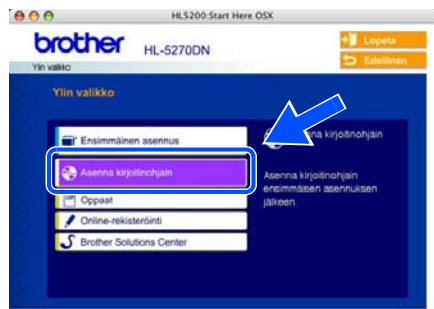 HL5200:Start Here OSX
brother HL-5270DN
Lopeta
Edellinen
Ylin valikko
Ylin valikko
Ensimmäinen asennus
Asenna kirjoitinohjain
Oppaat
Online-rekisteröinti
Brother Solutions Center
kirjoitinohjain
Asenna kirjoitinohjain
ensimmäisen asennuksen
jälkeen.